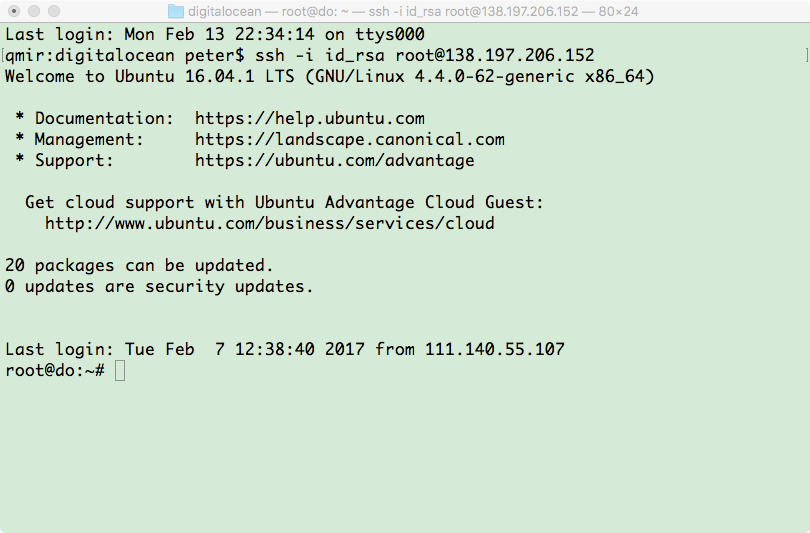 digitalocean — root@do: ~ — ssh -i id_rsa root@138.197.206.152 — 80×24
Last login: Mon Feb 13 22:34:14 on ttys000
[qmir:digitalocean peter$ ssh -i id_rsa root@138.197.206.152 ]
Welcome to Ubuntu 16.04.1 LTS (GNU/Linux 4.4.0-62-generic x86_64)
* Documentation:  https://help.ubuntu.com
* Management:     https://landscape.canonical.com
* Support:        https://ubuntu.com/advantage
Get cloud support with Ubuntu Advantage Cloud Guest:
http://www.ubuntu.com/business/services/cloud
20 packages can be updated.
0 updates are security updates.
Last login: Tue Feb  7 12:38:40 2017 from 111.140.55.107
root@do:~#